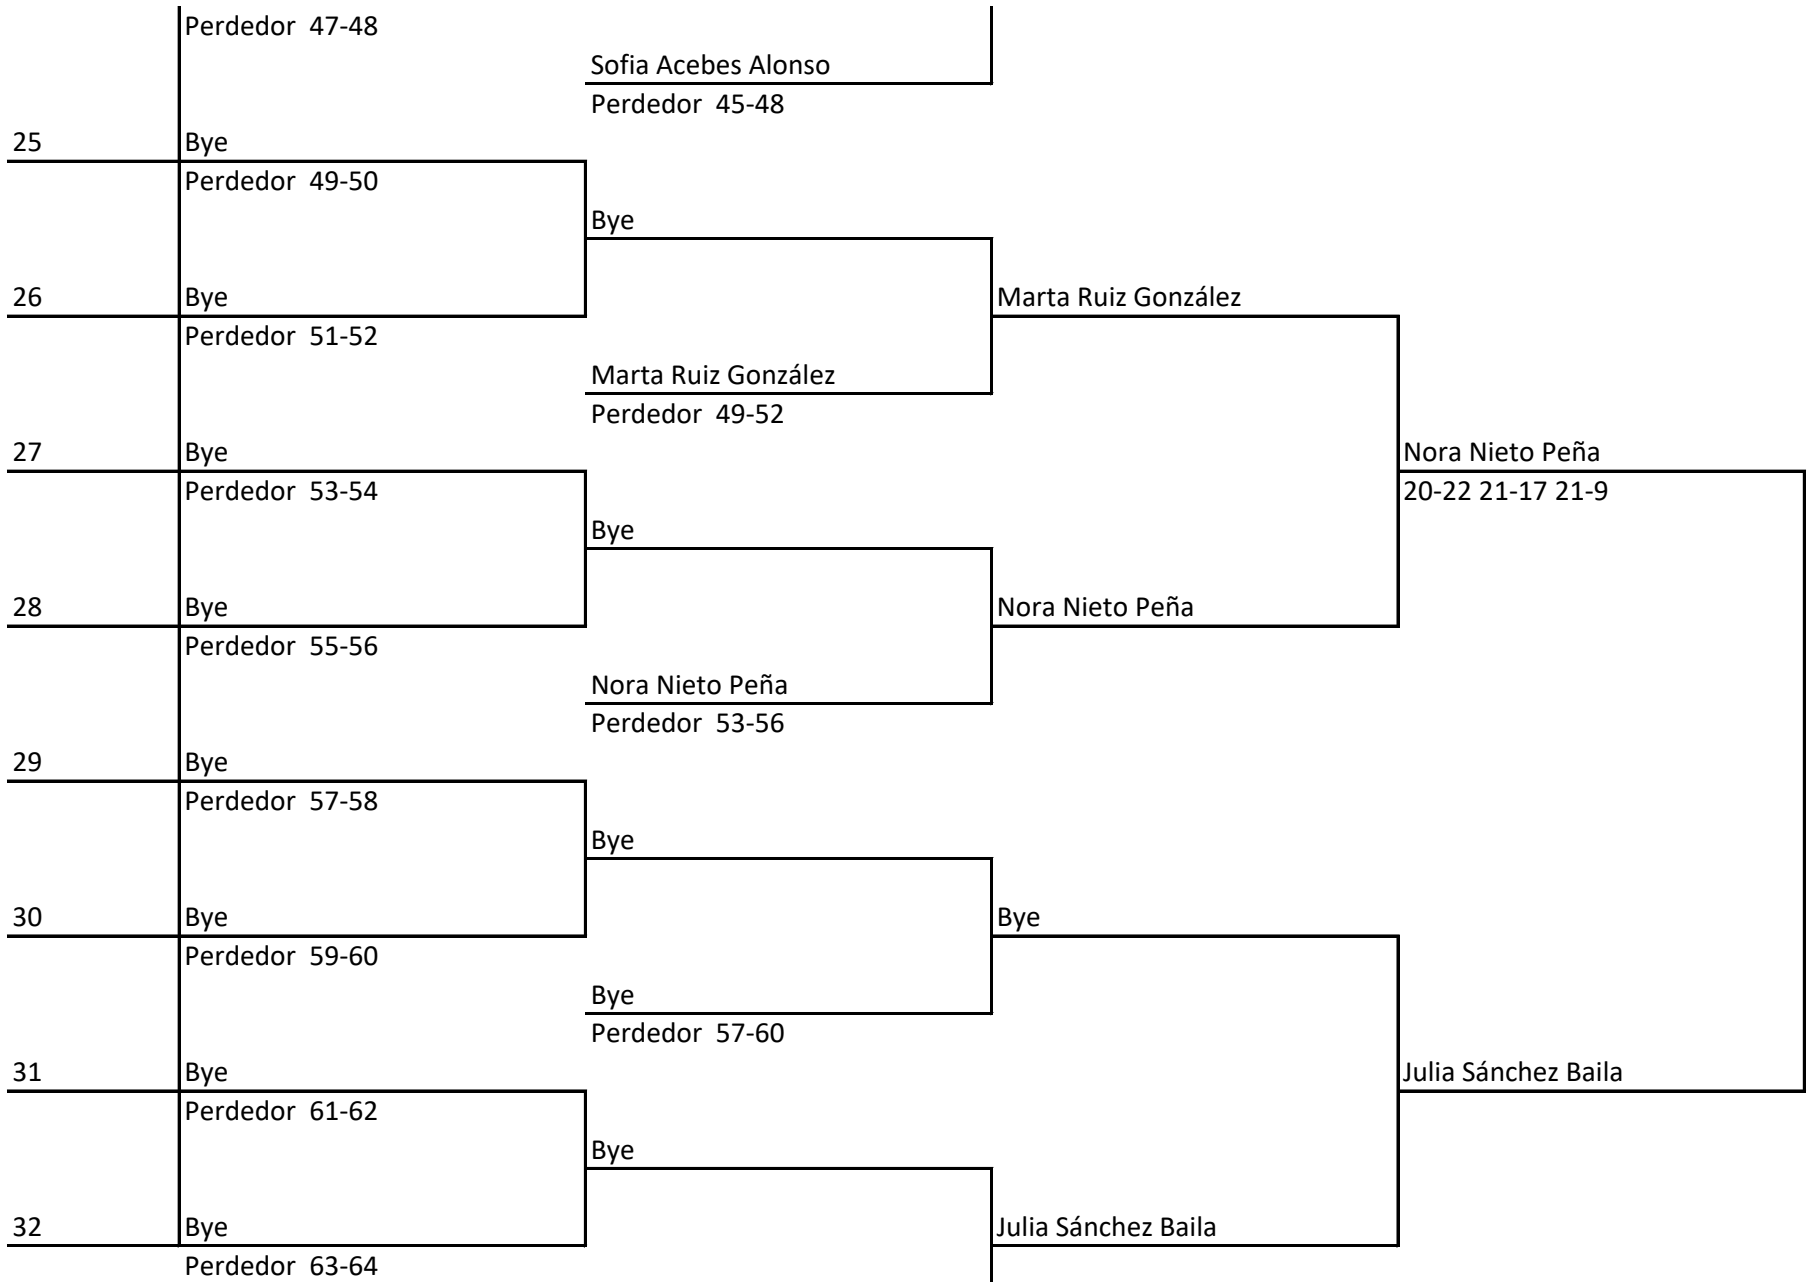 Perdedor 47-48
Sofia Acebes Alonso
Perdedor 45-48
25 Bye
Perdedor 49-50
Bye
26 Bye Marta Ruiz González
Perdedor 51-52
Marta Ruiz González
Perdedor 49-52
27 Bye Nora Nieto Peña
Perdedor 53-54 20-22 21-17 21-9
Bye
28 Bye Nora Nieto Peña
Perdedor 55-56
Nora Nieto Peña
Perdedor 53-56
29 Bye
Perdedor 57-58
Bye
30 Bye Bye
Perdedor 59-60
Bye
Perdedor 57-60
31 Bye Julia Sánchez Baila
Perdedor 61-62
Bye
32 Bye Julia Sánchez Baila
Perdedor 63-64